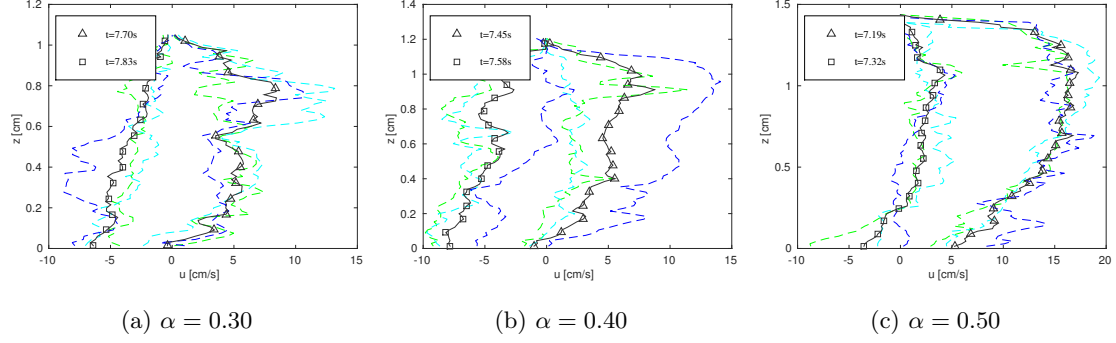 1.2
1
0.8
0.6
0.4
0.2
0
z [cm]
-10 -5 0 5 10 15
u [cm/s]
t=7.70s
t=7.83s
(a) α = 0.30
1.4
1.2
1
0.8
0.6
0.4
0.2
0
z [cm]
-10 -5 0 5 10 15
u [cm/s]
t=7.45s
t=7.58s
(b) α = 0.40
1.5
1
0.5
0
z [cm]
-10 -5 0 5 10 15 20
u [cm/s]
t=7.19s
t=7.32s
(c) α = 0.50